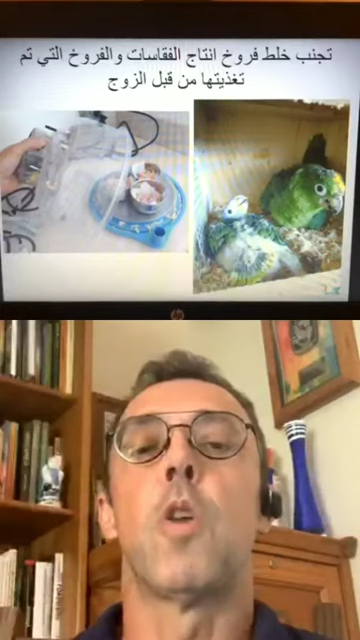 تجنب خلط فروخ انتاج الفقاسات والفروخ التي تم
تغذيتها من قبل الزوج